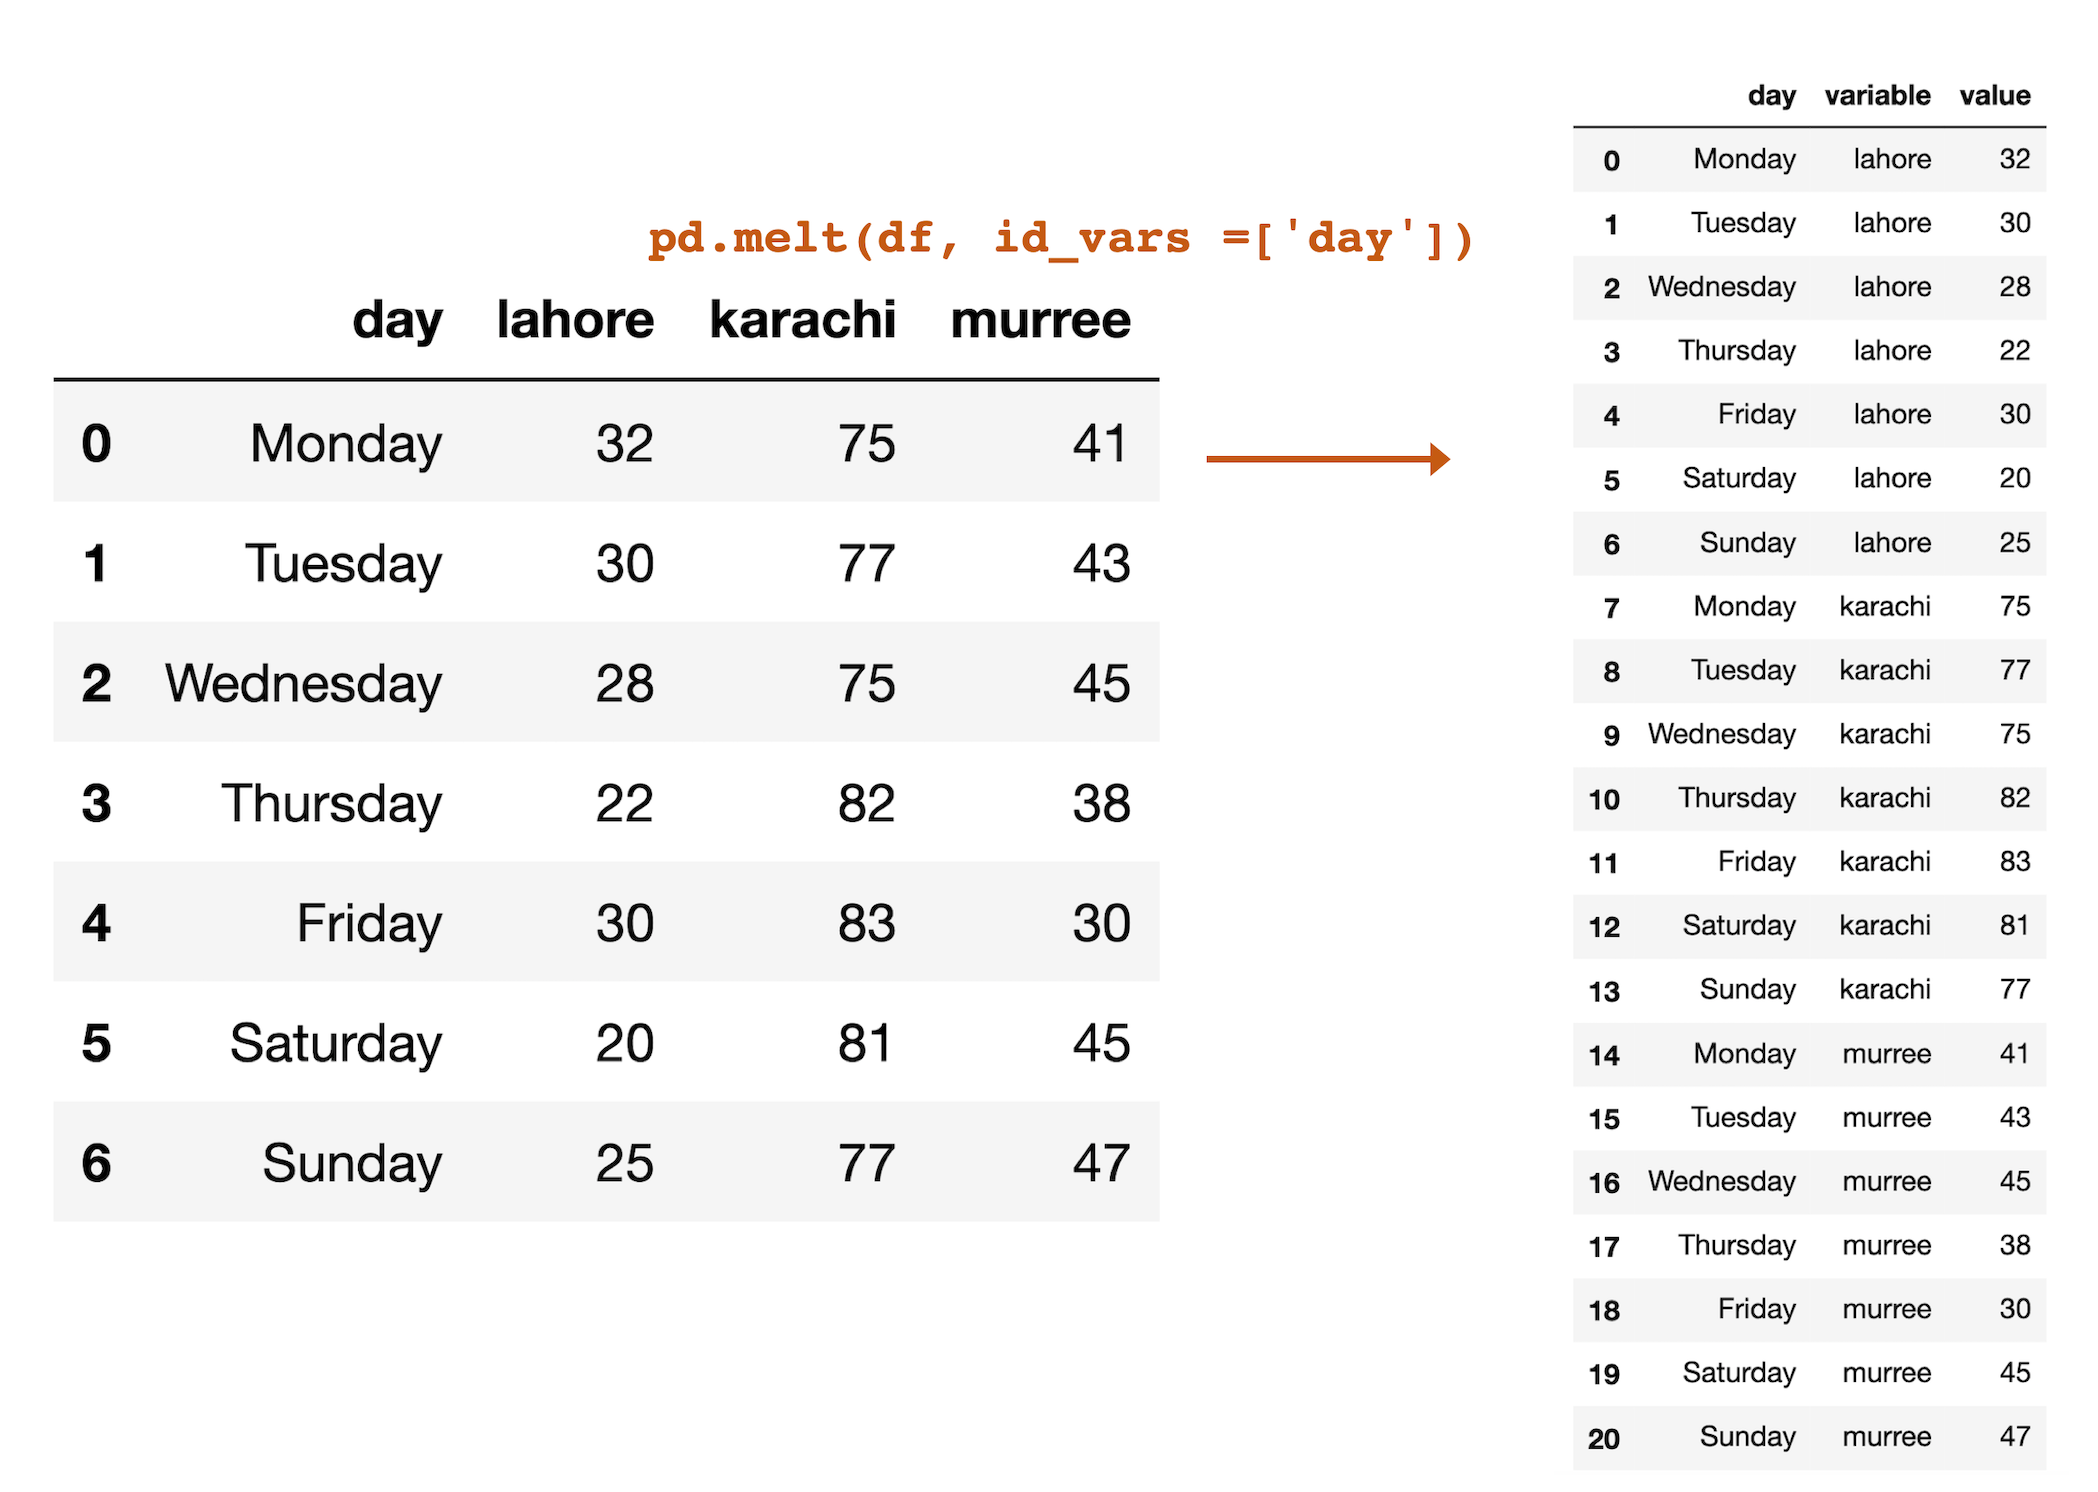 pd.melt(df, id_vars =['day'])
day lahore karachi murree
0 Monday 32 75 41
1 Tuesday 30 77 43
2 Wednesday 28 75 45
3 Thursday 22 82 38
4 Friday 30 83 30
5 Saturday 20 81 45
6 Sunday 25 77 47
day variable value
0 Monday lahore 32
1 Tuesday lahore 30
2 Wednesday lahore 28
3 Thursday lahore 22
4 Friday lahore 30
5 Saturday lahore 20
6 Sunday lahore 25
7 Monday karachi 75
8 Tuesday karachi 77
9 Wednesday karachi 75
10 Thursday karachi 82
11 Friday karachi 83
12 Saturday karachi 81
13 Sunday karachi 77
14 Monday murree 41
15 Tuesday murree 43
16 Wednesday murree 45
17 Thursday murree 38
18 Friday murree 30
19 Saturday murree 45
20 Sunday murree 47